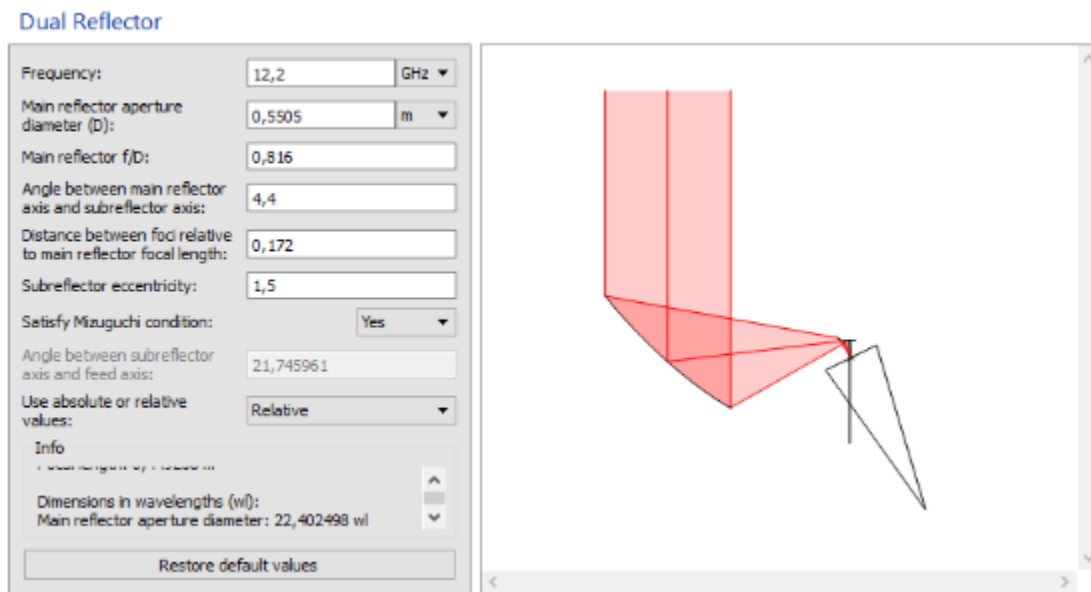 Dual Reflector
Frequency:
12,2
GHz
Main reflector aperture
diameter (D):
0,5505
m
Main reflector f/D:
0,816
Angle between main reflector
axis and subreflector axis:
4,4
Distance between foci relative
to main reflector focal length:
0,172
Subreflector eccentricity:
1,5
Satisfy Mizuguchi condition:
Yes
Angle between subreflector
axis and feed axis:
21,745961
Use absolute or relative
values:
Relative
Info
Dimensions in wavelengths (wl):
Main reflector aperture diameter: 22,402498 wl
Restore default values